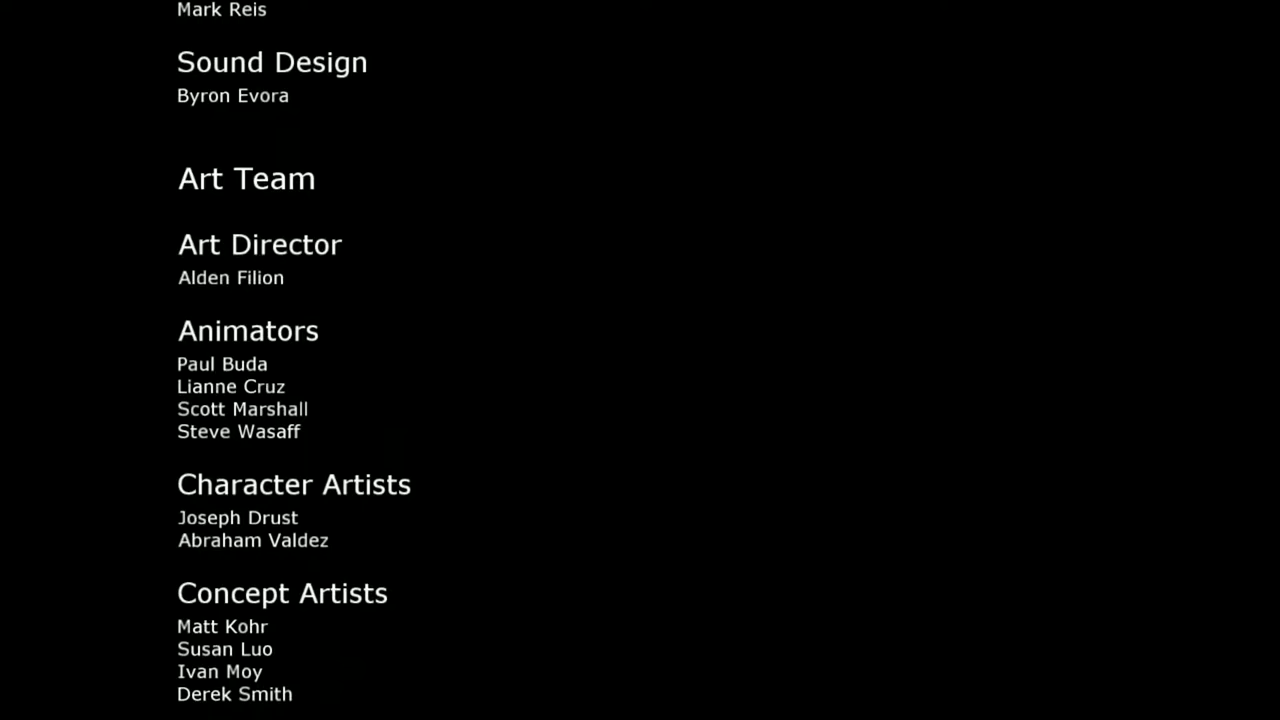 Mark Reis
Sound Design
Byron Evora
Art Team
Art Director
Alden Filion
Animators
Paul Buda
Lianne Cruz
Scott Marshall
Steve Wasaff
Character Artists
Joseph Drust
Abraham Valdez
Concept Artists
Matt Kohr
Susan Luo
Ivan Moy
Derek Smith